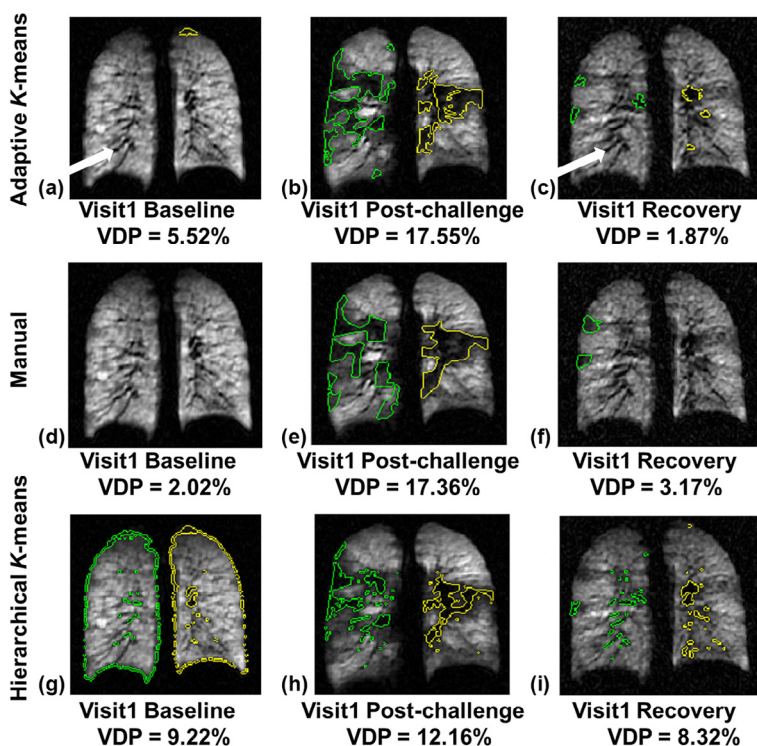 Adaptive K-means
(a)
Visit1 Baseline
VDP = 5.52%
(b)
Visit1 Post-challenge
VDP = 17.55%
(c)
Visit1 Recovery
VDP = 1.87%
Manual
(d)
Visit1 Baseline
VDP = 2.02%
(e)
Visit1 Post-challenge
VDP = 17.36%
(f)
Visit1 Recovery
VDP = 3.17%
Hierarchical K-means
(g)
Visit1 Baseline
VDP = 9.22%
(h)
Visit1 Post-challenge
VDP = 12.16%
(i)
Visit1 Recovery
VDP = 8.32%